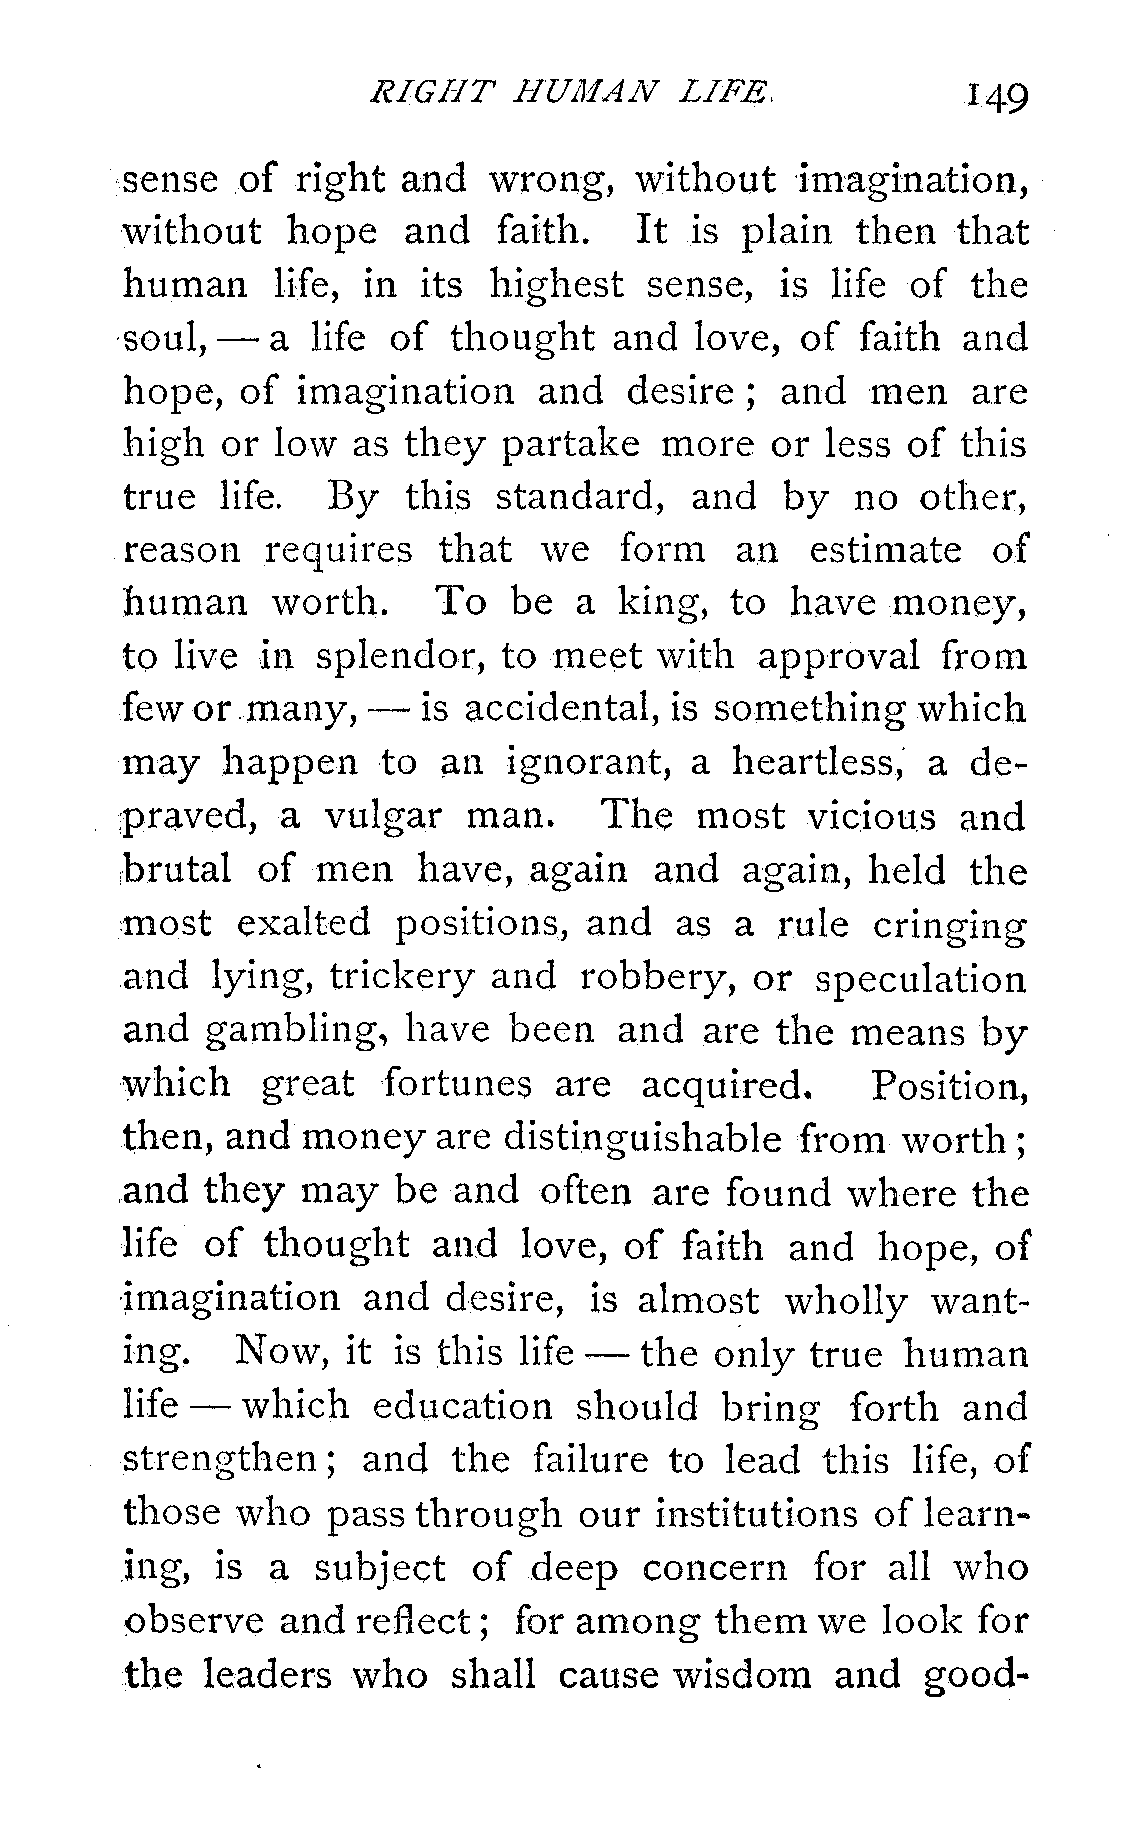 RIGHT HUMAN LIFE. 149
sense of right and wrong, without imagination,
without hope and faith. It is plain then that
human life, in its highest sense, is life of the
soul, — a life of thought and love, of faith and
hope, of imagination and desire ; and men are
high or low as they partake more or less of this
true life. By this standard, and by no other,
reason requires that we form an estimate of
human worth. To be a king, to have money,
to live in splendor, to meet with approval from
few or many, — is accidental, is something which
may happen to an ignorant, a heartless, a de-
praved, a vulgar man. The most vicious and
brutal of men have, again and again, held the
most exalted positions, and as a rule cringing
and lying, trickery and robbery, or speculation
and gambling, have been and are the means by
which great fortunes are acquired. Position,
then, and money are distinguishable from worth ;
and they may be and often are found where the
life of thought and love, of faith and hope, of
imagination and desire, is almost wholly want-
ing. Now, it is this life — the only true human
life — which education should bring forth and
strengthen ; and the failure to lead this life, of
those who pass through our institutions of learn-
ing, is a subject of deep concern for all who
observe and reflect ; for among them we look for
the leaders who shall cause wisdom and good-